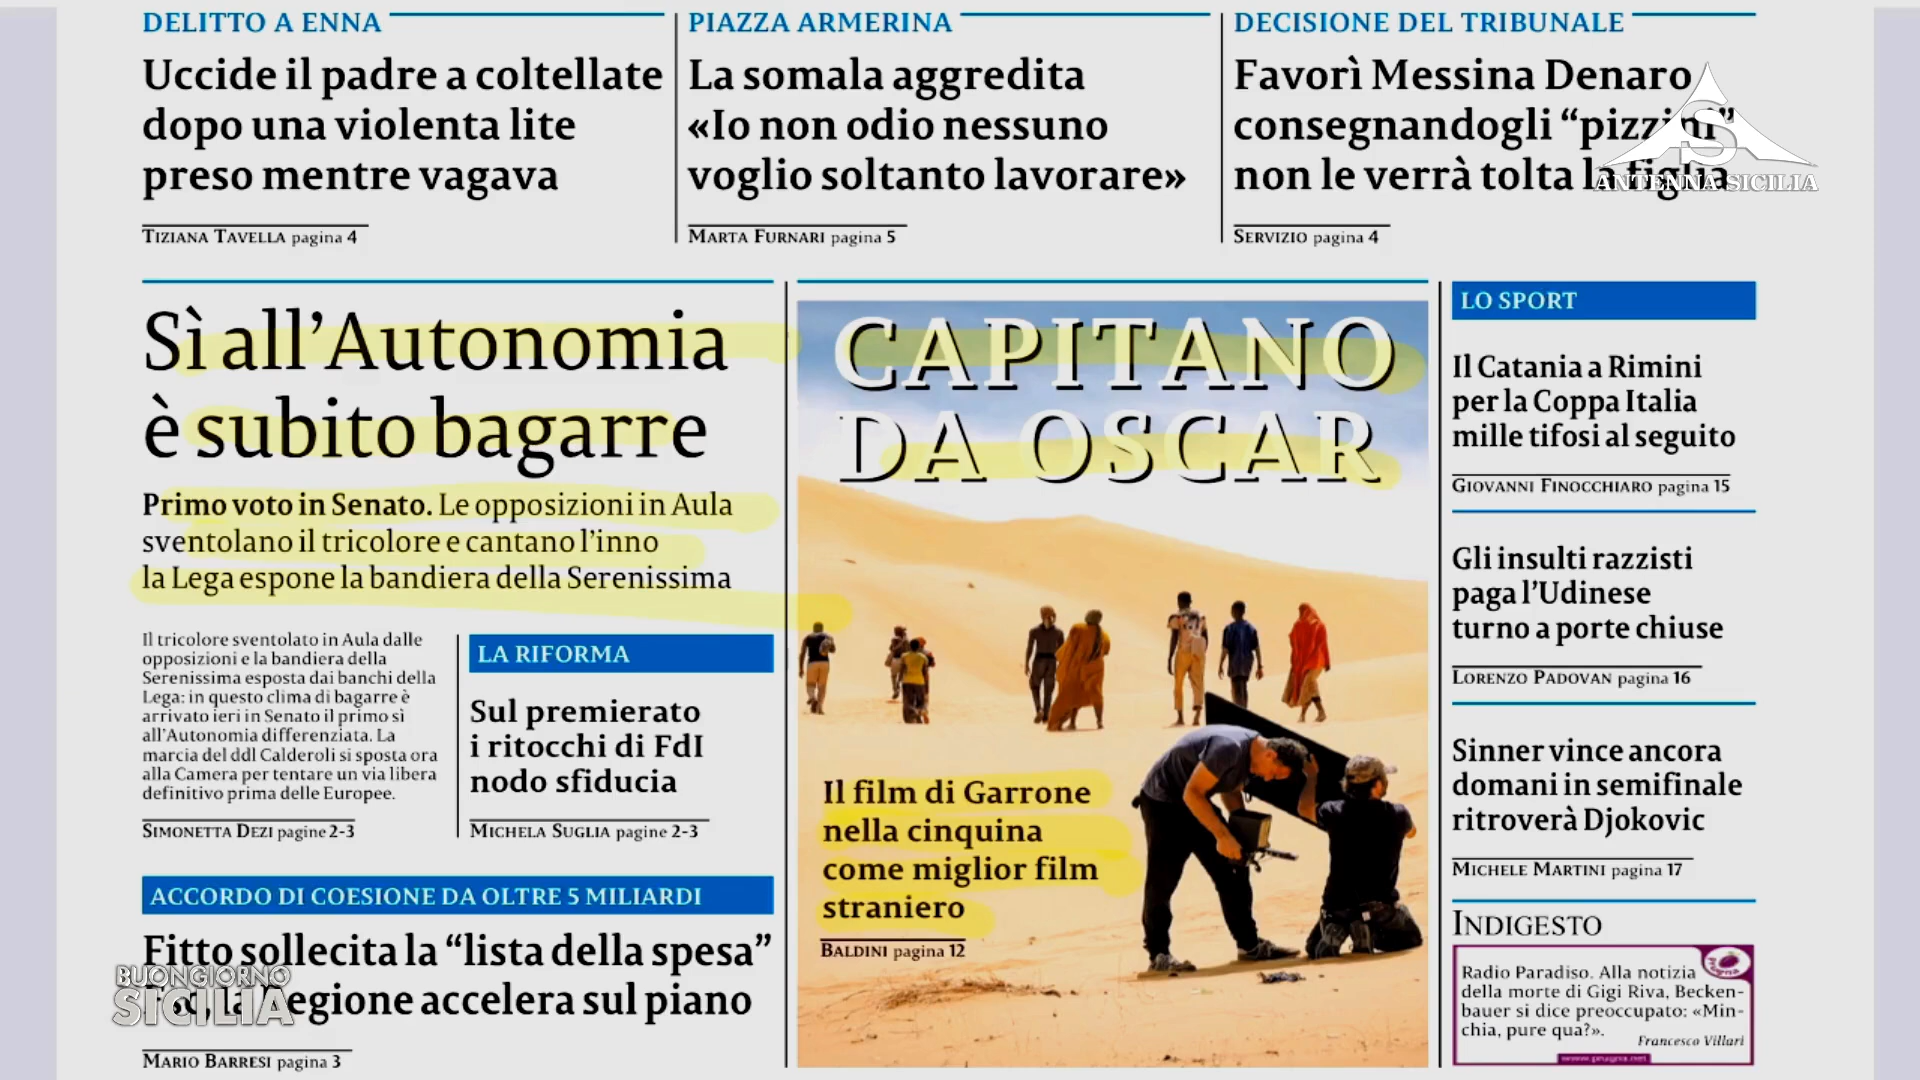 DELITTO A ENNA
Uccide il padre a coltellate
dopo una violenta lite
preso mentre vagava
TIZIANA TAVELLA pagina 4
PIAZZA ARMERINA
La somala aggredita
«Io non odio nessuno
voglio soltanto lavorare»
MARTA FURNARI pagina 5
DECISIONE DEL TRIBUNALE
Favorì Messina Denaro
consegnandogli “pizzini”
non le verrà tolta la figlia
SERVIZIO pagina 4
S
ANTENNA SICILIA
Sì all’Autonomia
è subito bagarre
Primo voto in Senato. Le opposizioni in Aula
sventolano il tricolore e cantano l’inno
la Lega espone la bandiera della Serenissima
Il tricolore sventolato in Aula dalle
opposizioni e la bandiera della
Serenissima esposta dai banchi della
Lega: in questo clima di bagarre è
arrivato ieri in Senato il primo sì
all’Autonomia differenziata. La
marcia del ddl Calderoli si sposta ora
alla Camera per tentare un via libera
definitivo prima delle Europee.
SIMONETTA DEZI pagine 2-3
LA RIFORMA
Sul premierato
i ritocchi di FdI
nodo sfiducia
MICHELA SUGLIA pagine 2-3
ACCORDO DI COESIONE DA OLTRE 5 MILIARDI
Fitto sollecita la “lista della spesa”
la Regione accelera sul piano
MARIO BARRESI pagina 3
BUONGIORNO
SICILIA
CAPITANO
DA OSCAR
Il film di Garrone
nella cinquina
come miglior film
straniero
BALDINI pagina 12
LO SPORT
Il Catania a Rimini
per la Coppa Italia
mille tifosi al seguito
GIOVANNI FINOCCHIARO pagina 15
Gli insulti razzisti
paga l’Udinese
turno a porte chiuse
LORENZO PADOVAN pagina 16
Sinner vince ancora
domani in semifinale
ritroverà Djokovic
MICHELE MARTINI pagina 17
INDIGESTO
Radio Paradiso. Alla notizia
della morte di Gigi Riva, Becken-
bauer si dice preoccupato: «Min-
chia, pure qua?».
Francesco Villari
www.prugna.net